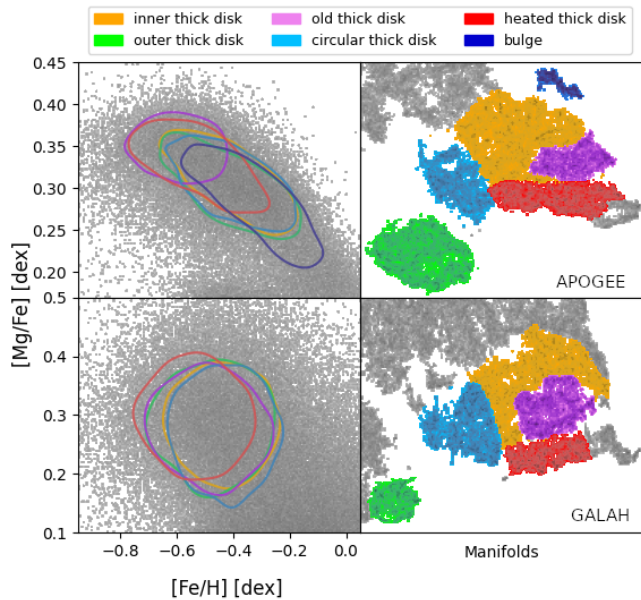 inner thick disk old thick disk heated thick disk
outer thick disk circular thick disk bulge
0.45
0.40
0.35
0.30
0.25
0.20
APOGEE
[Mg/Fe] [dex]
0.5
0.4
0.3
0.2
0.1
GALAH
−0.8 −0.6 −0.4 −0.2 0.0 Manifolds
[Fe/H] [dex]